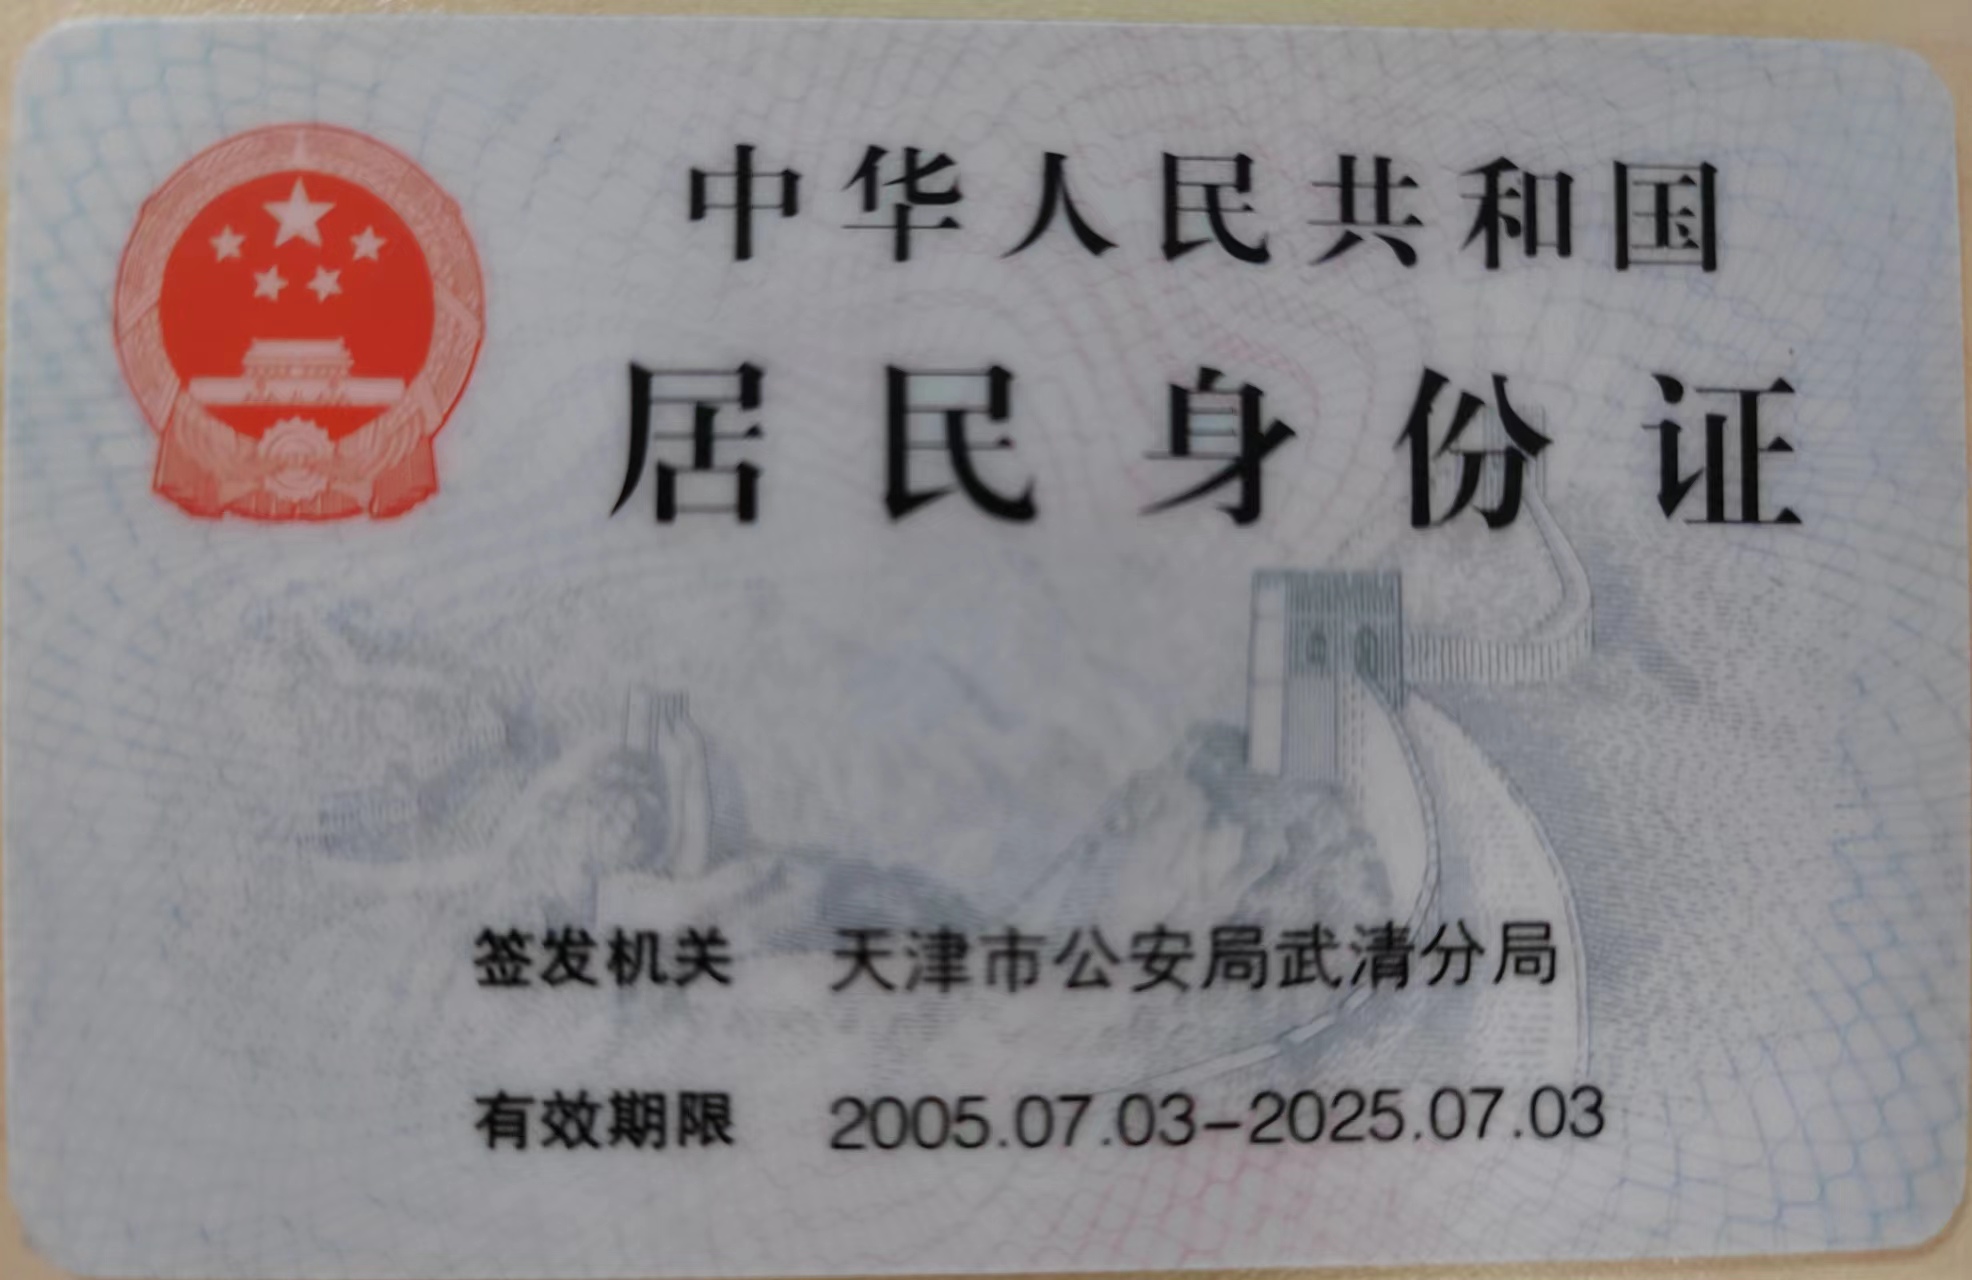 中华人民共和国
居民身份证
签发机关 天津市公安局武清分局
有效期限 2005.07.03-2025.07.03